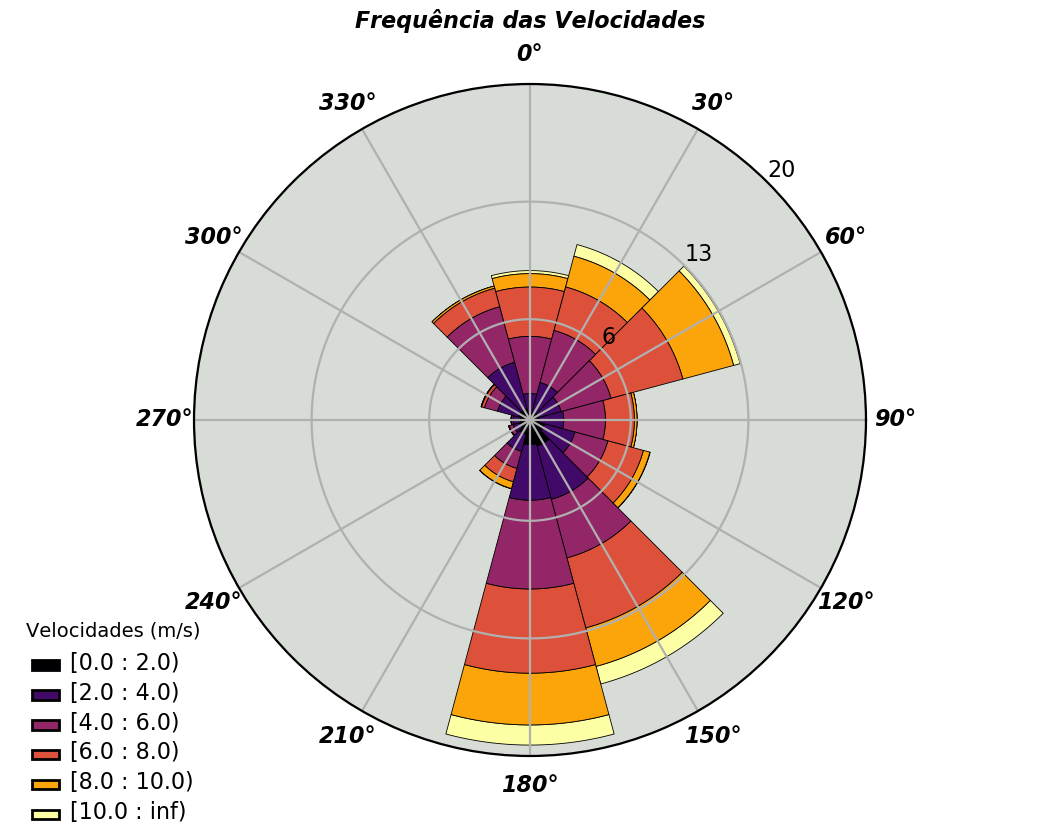 Frequência das Velocidades
0°
330°
30°
20
300°
60°
13
6
270°
90°
240°
120°
210°
150°
180°
Velocidades (m/s)
[0.0 : 2.0)
[2.0 : 4.0)
[4.0 : 6.0)
[6.0 : 8.0)
[8.0 : 10.0)
[10.0 : inf)